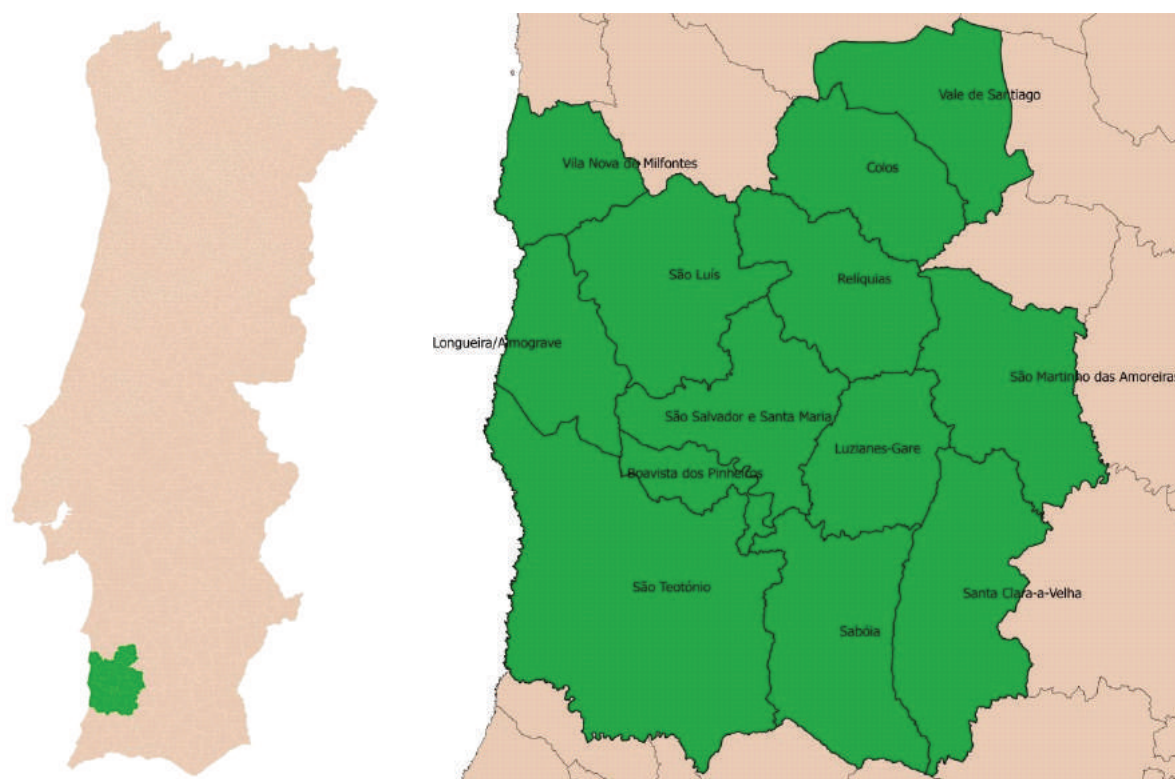 Vale de Santiago
Vila Nova de Milfontes
Colos
São Luís
Relíquias
Longueira/Almograve
São Martinho das Amoreiras
São Salvador e Santa Maria
Luzianes-Gare
Boavista dos Pinheiros
São Teotónio
Santa Clara-a-Velha
Sabóia